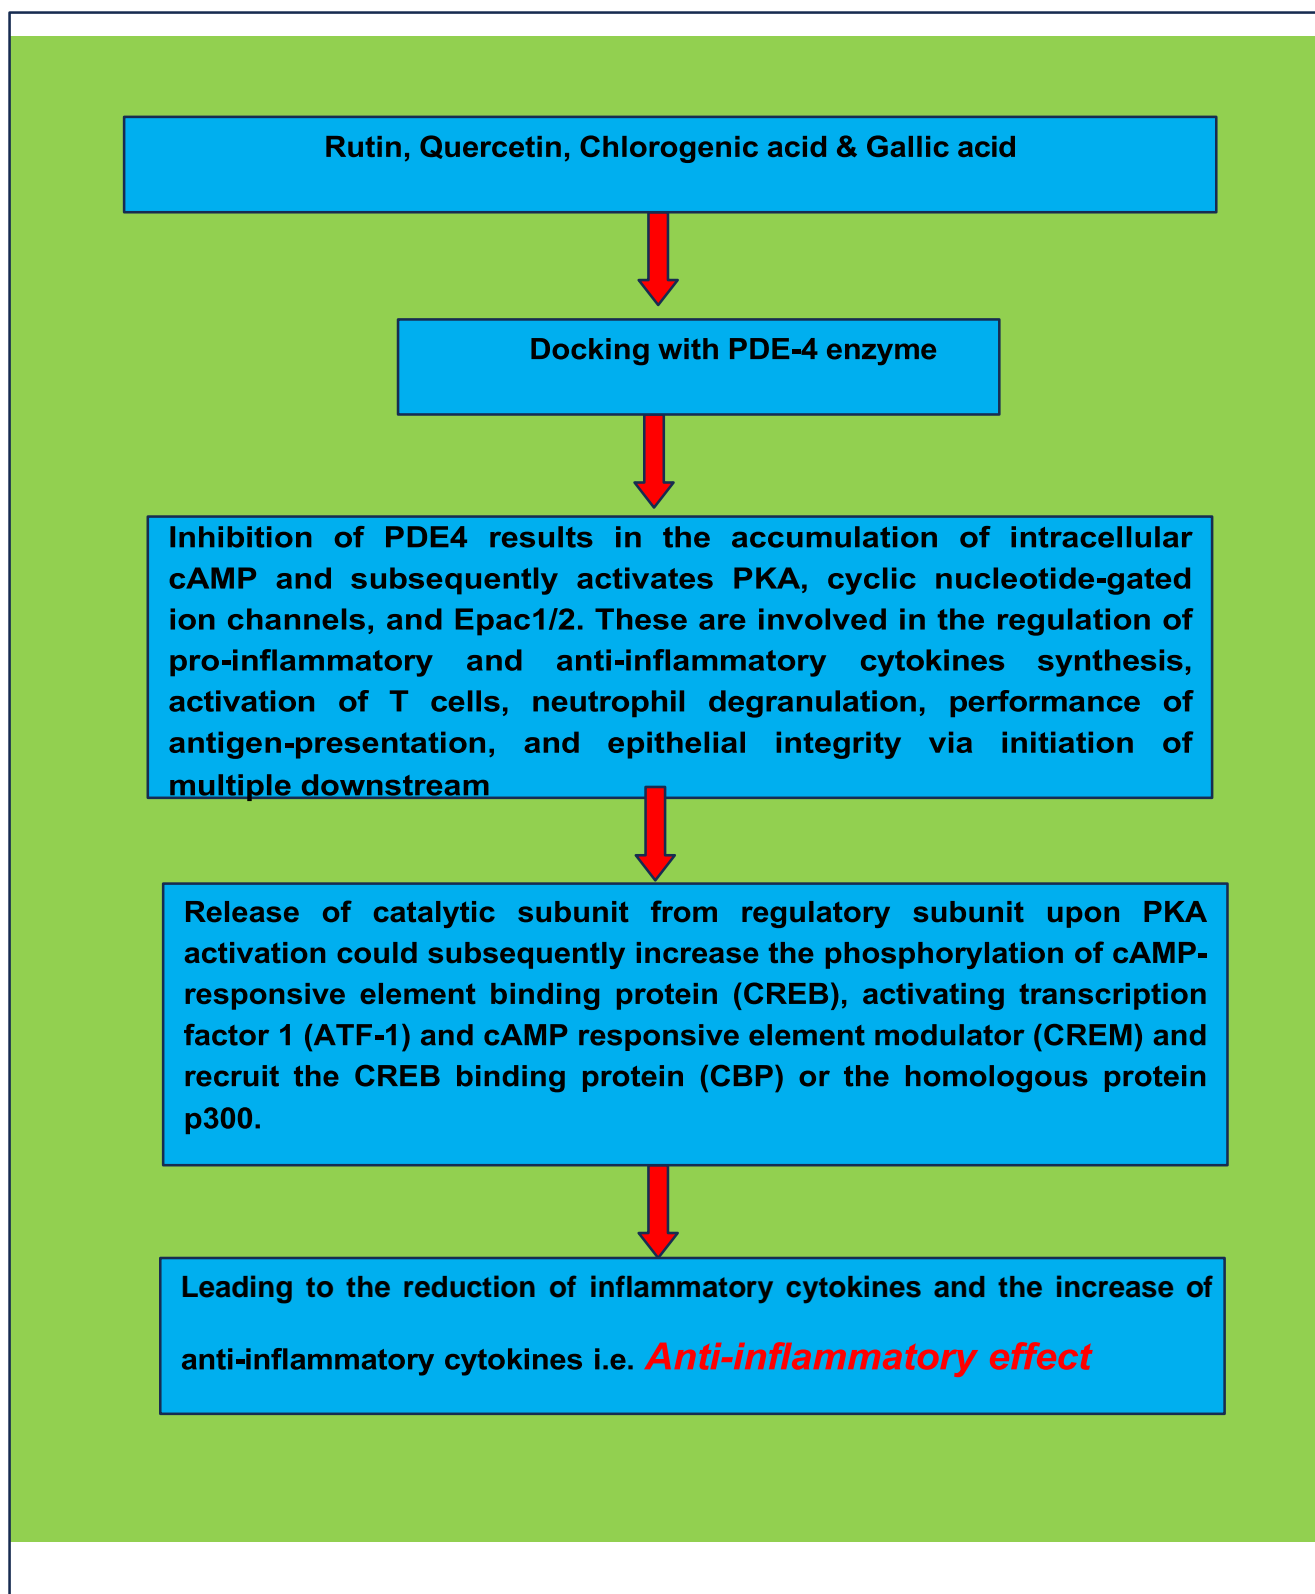 Rutin, Quercetin, Chlorogenic acid & Gallic acid
Docking with PDE-4 enzyme
Inhibition of PDE4 results in the accumulation of intracellular
cAMP and subsequently activates PKA, cyclic nucleotide-gated
ion channels, and Epac1/2. These are involved in the regulation of
pro-inflammatory and anti-inflammatory cytokines synthesis,
activation of T cells, neutrophil degranulation, performance of
antigen-presentation, and epithelial integrity via initiation of
multiple downstream
Release of catalytic subunit from regulatory subunit upon PKA
activation could subsequently increase the phosphorylation of cAMP-
responsive element binding protein (CREB), activating transcription
factor 1 (ATF-1) and cAMP responsive element modulator (CREM) and
recruit the CREB binding protein (CBP) or the homologous protein
p300.
Leading to the reduction of inflammatory cytokines and the increase of
anti-inflammatory cytokines i.e. Anti-inflammatory effect